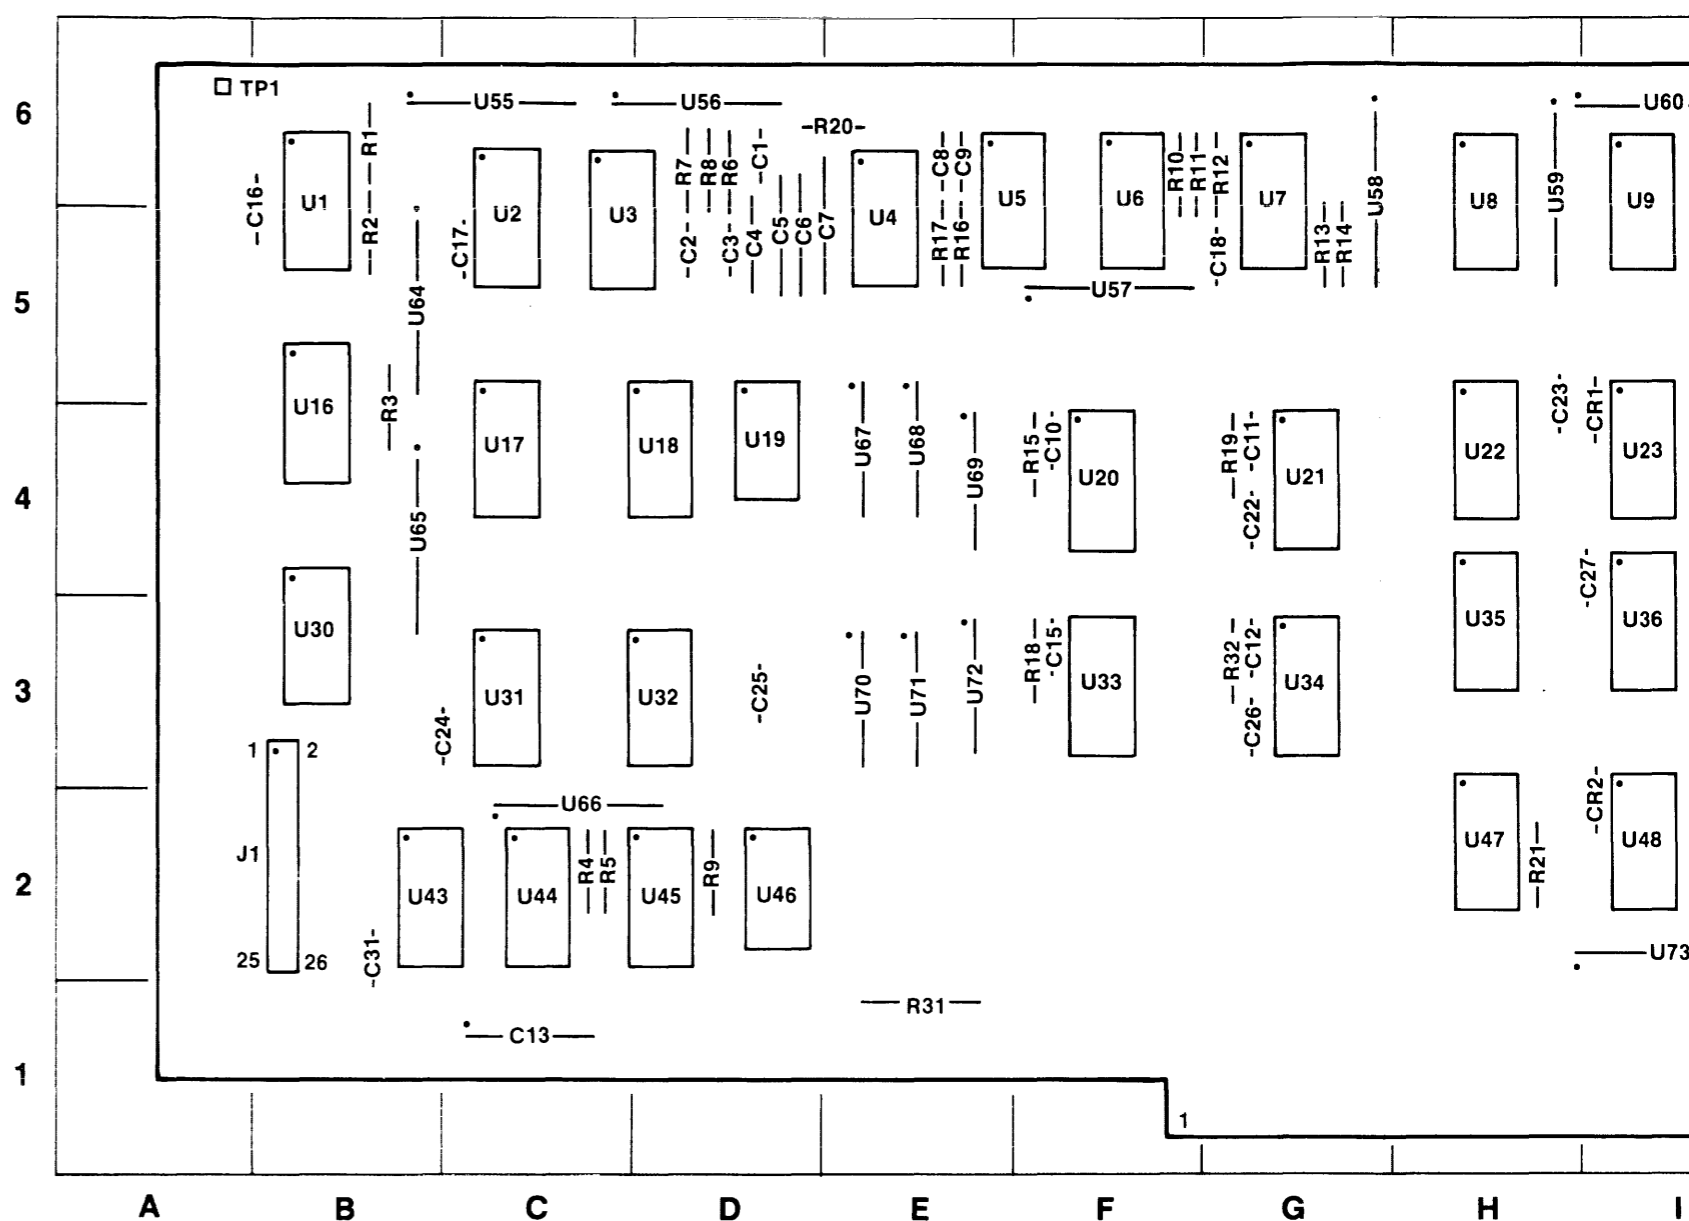 TP1
U55
U56
U60
6
R1
R7
R8
R6
-C1-
-R20-
C8
C9
R10
R11
R12
-C16-
U1
R2
U2
U3
U4
U5
U6
U7
U58
U8
U59
U9
-C17-
-C2-
-C3-
C4
C5
C6
C7
R17
R16
-C18-
R13
R14
5
U64
U57
U16
R3
U17
U18
U19
U67
U68
U69
R15
-C10-
U20
R19
-C11-
U21
U22
-C23-
-CR1-
U23
4
U65
-C22-
-C27-
U30
U31
U32
-C25-
U70
U71
U72
R18
-C15-
U33
R32
-C12-
U34
U35
U36
3
-C24-
-C26-
1
2
U66
-CR2-
J1
U47
R21
U48
2
U43
U44
R4
R5
U45
R9
U46
25
26
-C31-
U73
R31
C13
1
1
A B C D E F G H I